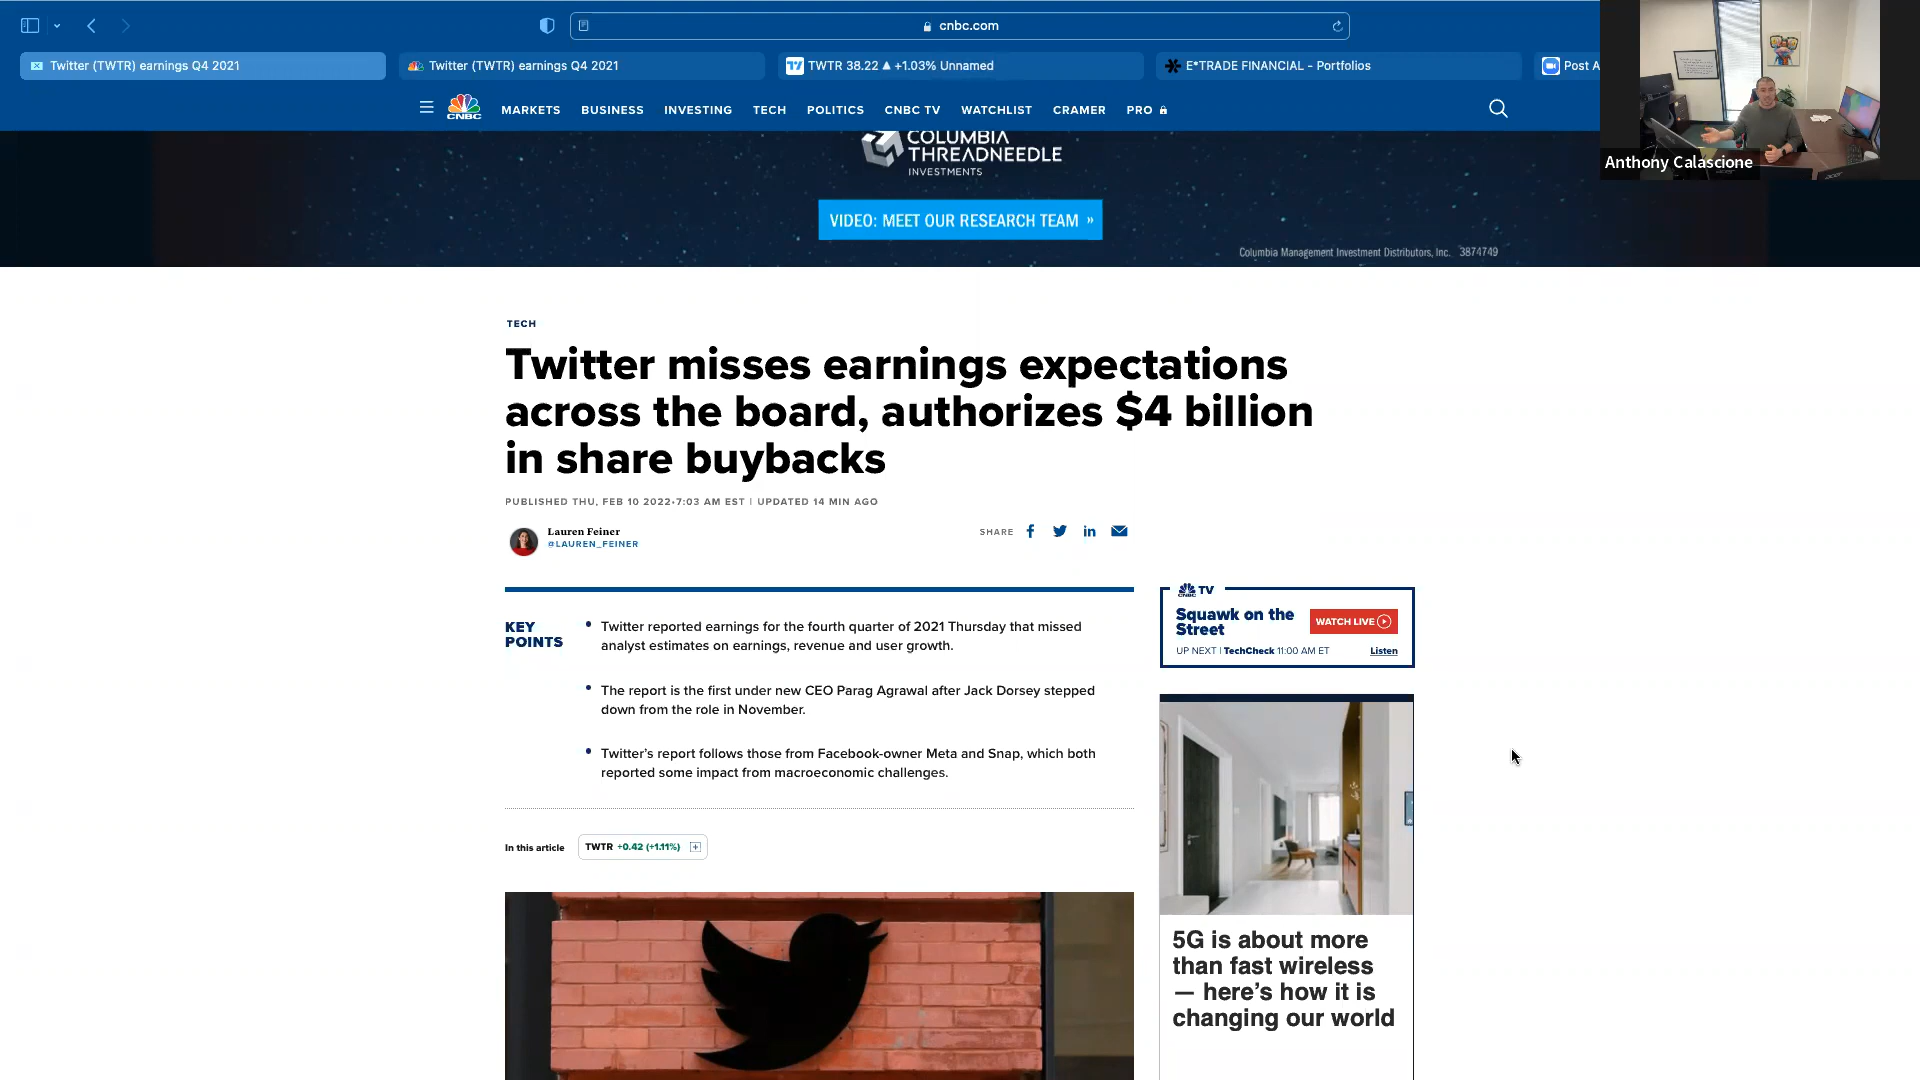 cnbc.com
Twitter (TWTR) earnings Q4 2021
Twitter (TWTR) earnings Q4 2021
TWTR 38.22 ▲ +1.03% Unnamed
E*TRADE FINANCIAL - Portfolios
Post A
CNBC
MARKETS
BUSINESS
INVESTING
TECH
POLITICS
CNBC TV
WATCHLIST
CRAMER
PRO
Anthony Calascione
COLUMBIA
THREADNEEDLE
INVESTMENTS
VIDEO: MEET OUR RESEARCH TEAM »
Columbia Management Investment Distributors, Inc. 3874749
TECH
Twitter misses earnings expectations
across the board, authorizes $4 billion
in share buybacks
PUBLISHED THU, FEB 10 2022•7:03 AM EST | UPDATED 14 MIN AGO
Lauren Feiner
@LAUREN_FEINER
SHARE
KEY
POINTS
• Twitter reported earnings for the fourth quarter of 2021 Thursday that missed
analyst estimates on earnings, revenue and user growth.
• The report is the first under new CEO Parag Agrawal after Jack Dorsey stepped
down from the role in November.
• Twitter’s report follows those from Facebook-owner Meta and Snap, which both
reported some impact from macroeconomic challenges.
In this article
TWTR +0.42 (+1.11%)
CNBC TV
Squawk on the
Street
WATCH LIVE
UP NEXT | TechCheck 11:00 AM ET
Listen
5G is about more
than fast wireless
— here’s how it is
changing our world